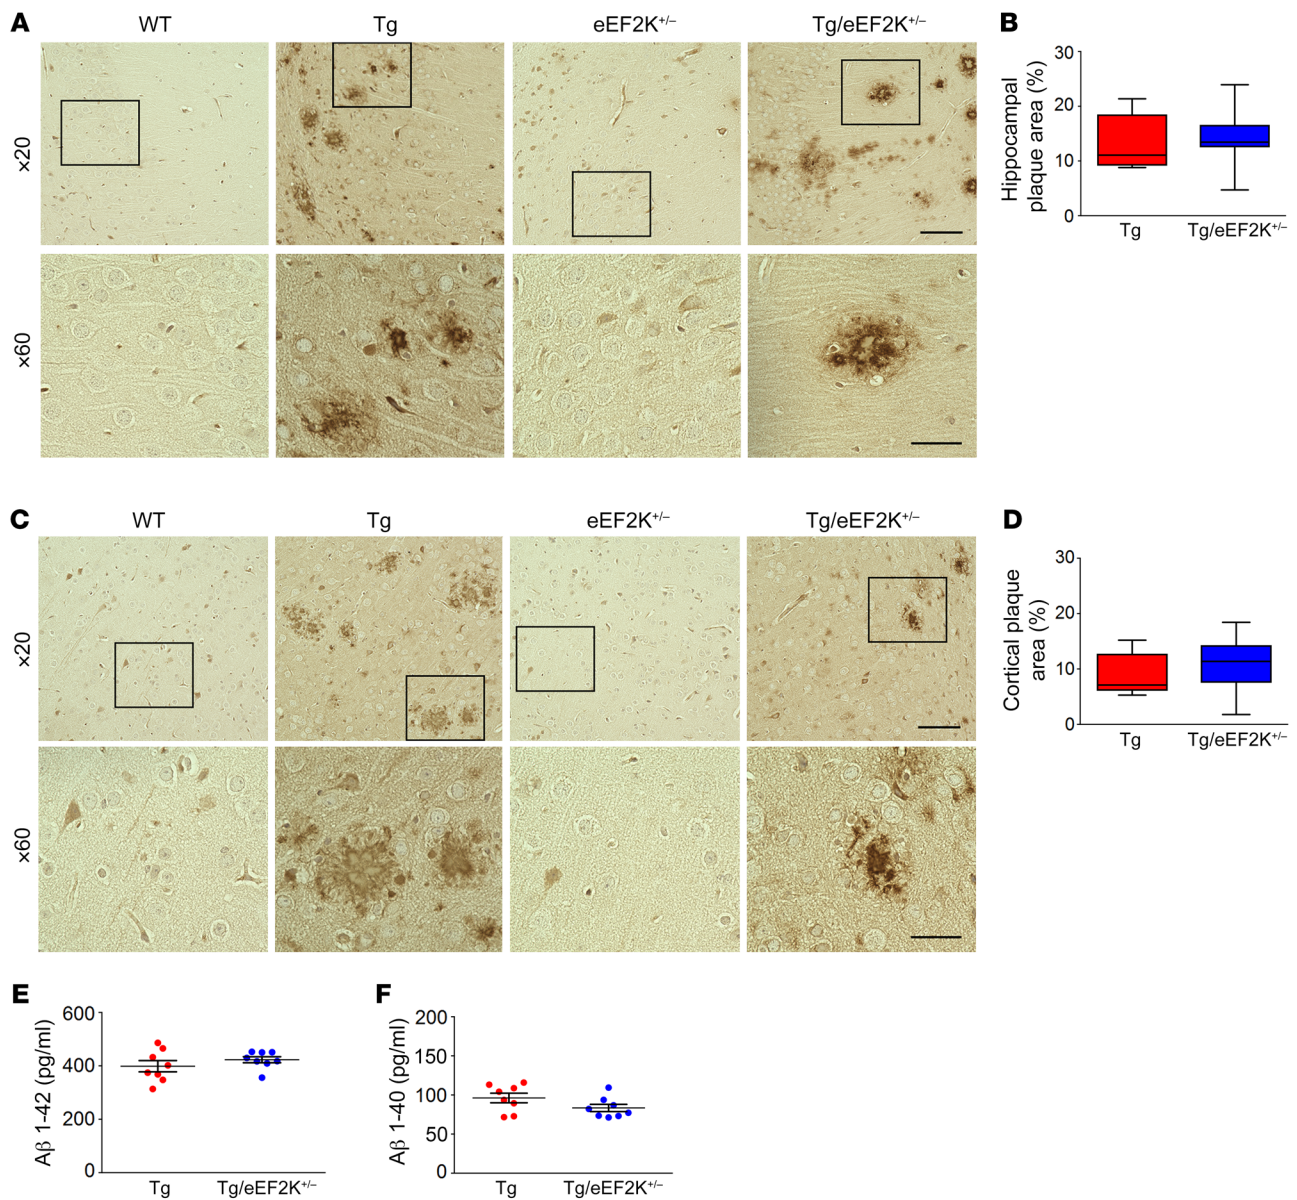 A
WT
Tg
eEF2K+/–
Tg/eEF2K+/–
×20
×60
B
Hippocampal
plaque area (%)
30
20
10
0
Tg
Tg/eEF2K+/–
C
WT
Tg
eEF2K+/–
Tg/eEF2K+/–
×20
×60
D
Cortical plaque
area (%)
30
20
10
0
Tg
Tg/eEF2K+/–
E
Aβ 1-42 (pg/ml)
600
400
200
0
Tg
Tg/eEF2K+/–
F
Aβ 1-40 (pg/ml)
200
150
100
50
0
Tg
Tg/eEF2K+/–